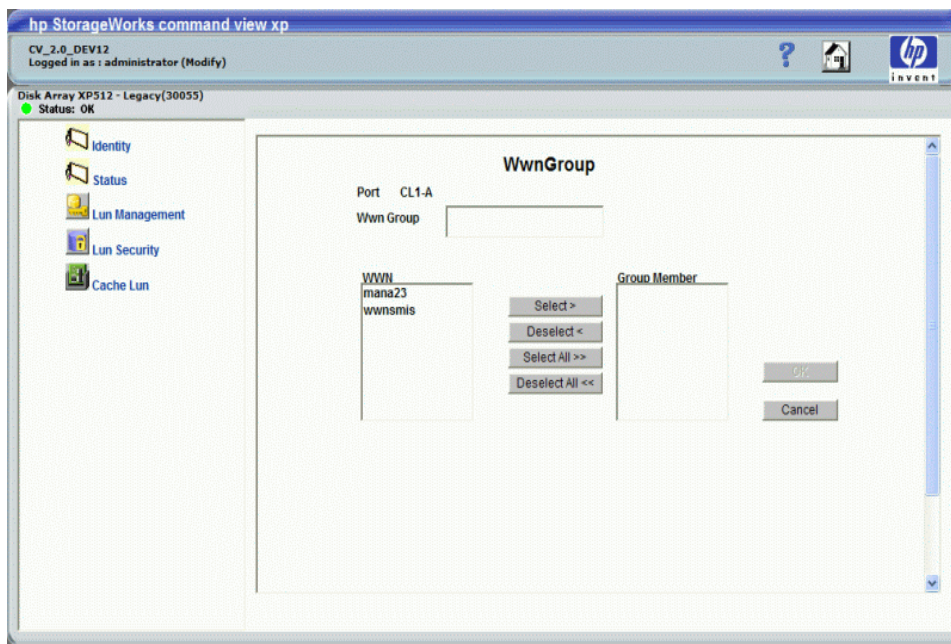 hp StorageWorks command view xp
CV_2.0_DEV12
Logged in as : administrator (Modify)
?
hp
invent
Disk Array XP512 - Legacy(30055)
Status: OK
Identity
Status
Lun Management
Lun Security
Cache Lun
WwnGroup
Port CL1-A
Wwn Group
WWN
mana23
wwnsmis
Select >
Deselect <
Select All >>
Deselect All <<
Group Member
OK
Cancel